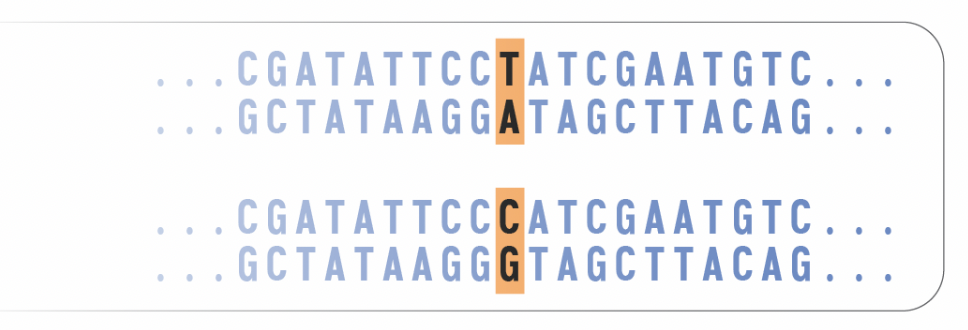 . . . CGATATTCCTATCGAATGTC . . .
. . . GCTATAAGGATAGCTTACAG . . .
. . . CGATATTCCCATCGAATGTC . . .
. . . GCTATAAGGGTAGCTTACAG . . .